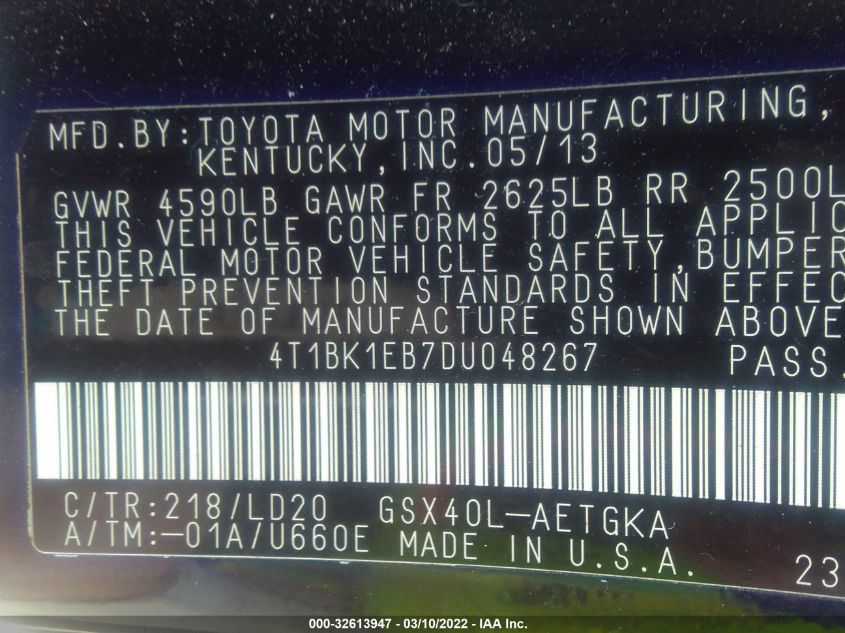 MFD.BY:TOYOTA MOTOR MANUFACTURING,
KENTUCKY,INC.05/13
GVWR 4590LB GAWR FR 2625LB RR 2500L
THIS VEHICLE CONFORMS TO ALL APPLIC
FEDERAL MOTOR VEHICLE SAFETY,BUMPER
THEFT PREVENTION STANDARDS IN EFFEC
THE DATE OF MANUFACTURE SHOWN ABOVE
4T1BK1EB7DU048267 PASS.
C/TR:218/LD20 GSX40L-AETGKA
A/TM:-01A/U660E MADE IN U.S.A. 23
000-32613947 - 03/10/2022 - IAA Inc.